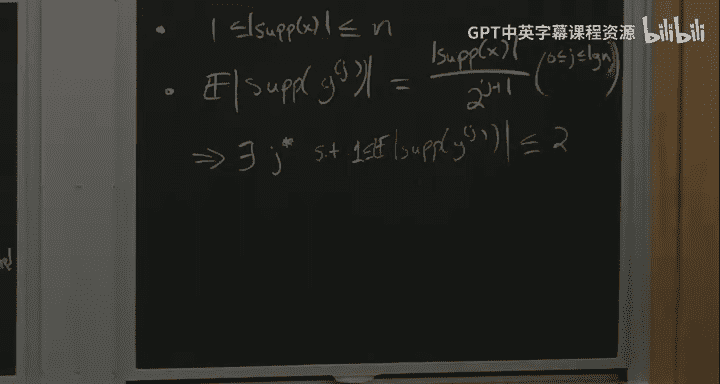 GPT中英字幕课程资源 bilibili
• 1 ≤ |supp(x)| ≤ n
• 𝔼|supp(y^(j))| = |supp(x)| / 2^(j+1) (0≤j≤lg n)
⇒ ∃ j* s.t 1≤𝔼|supp(y^(j))| ≤ 2